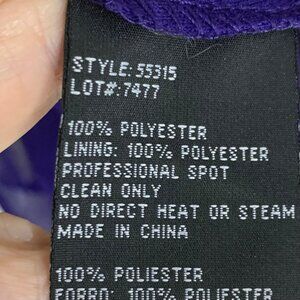 STYLE: 55315
LOT#: 7477
100% POLYESTER
LINING: 100% POLYESTER
PROFESSIONAL SPOT
CLEAN ONLY
NO DIRECT HEAT OR STEAM
MADE IN CHINA
100% POLIESTER
FORRO: 100% POLIESTER